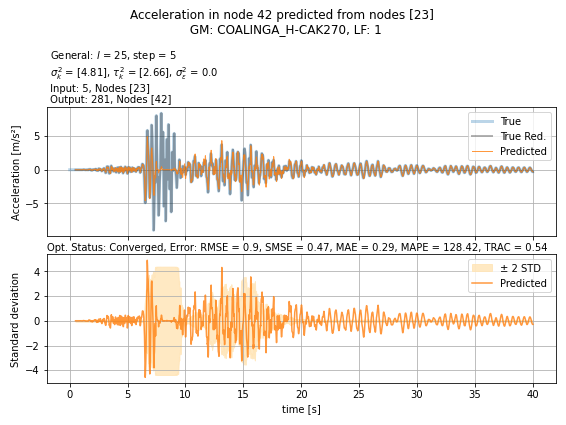 Acceleration in node 42 predicted from nodes [23]
GM: COALINGA_H-CAK270, LF: 1
General: l = 25, step = 5
σ²ₖ = [4.81], τ²ₖ = [2.66], σ²ε = 0.0
Input: 5, Nodes [23]
Output: 281, Nodes [42]
Acceleration [m/s²]
5
0
−5
True
True Red.
Predicted
Opt. Status: Converged, Error: RMSE = 0.9, SMSE = 0.47, MAE = 0.29, MAPE = 128.42, TRAC = 0.54
Standard deviation
4
2
0
−2
−4
± 2 STD
Predicted
0 5 10 15 20 25 30 35 40
time [s]